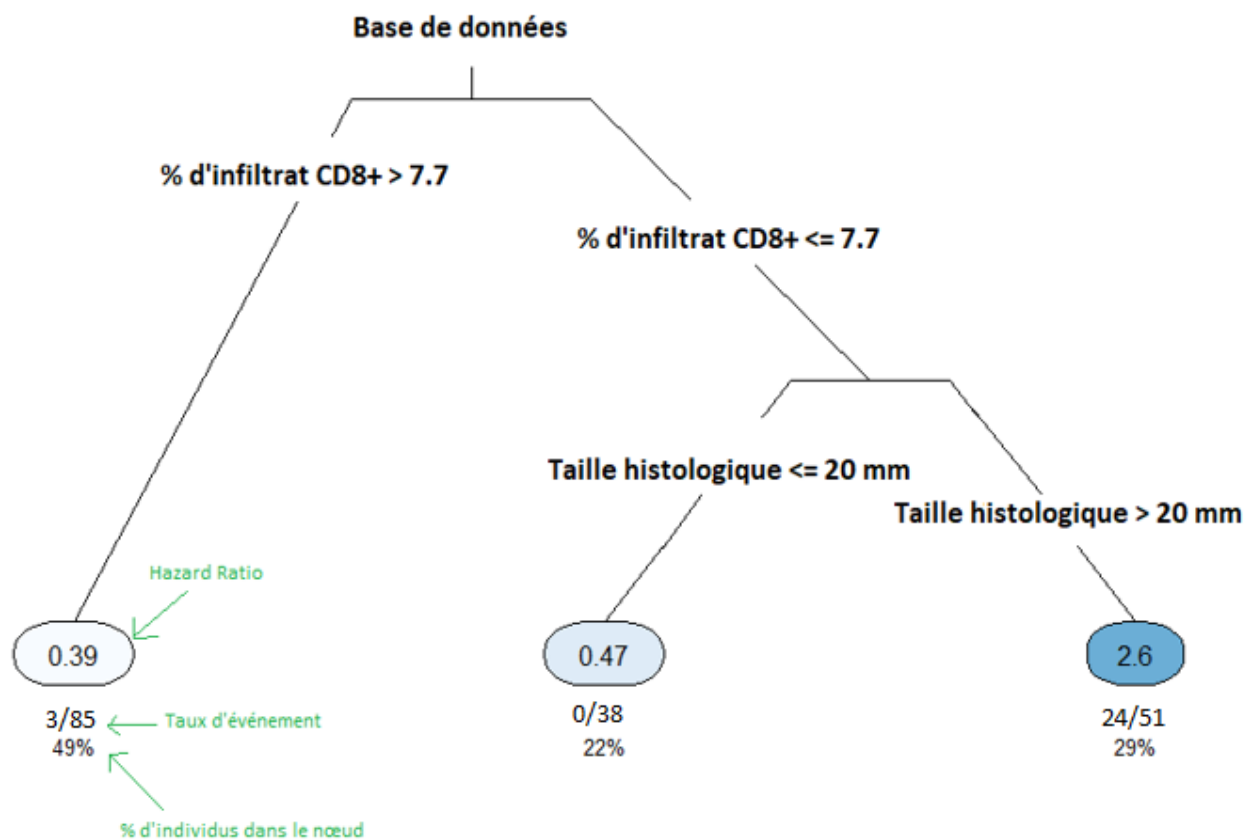 Base de données
% d'infiltrat CD8+ > 7.7
% d'infiltrat CD8+ <= 7.7
Taille histologique <= 20 mm
Taille histologique > 20 mm
Hazard Ratio
0.39
0.47
2.6
3/85
Taux d'événement
0/38
24/51
49%
22%
29%
% d'individus dans le nœud